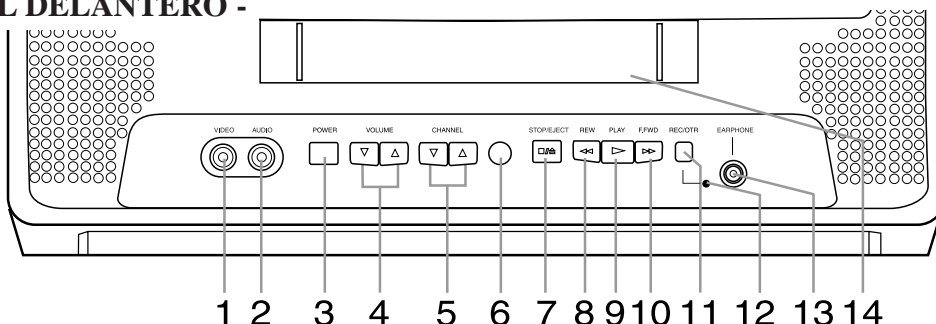 L DELANTERO -
VIDEO AUDIO POWER VOLUME CHANNEL STOP/EJECT REW PLAY F.FWD REC/OTR EARPHONE
1 2 3 4 5 6 7 8 9 10 11 12 13 14